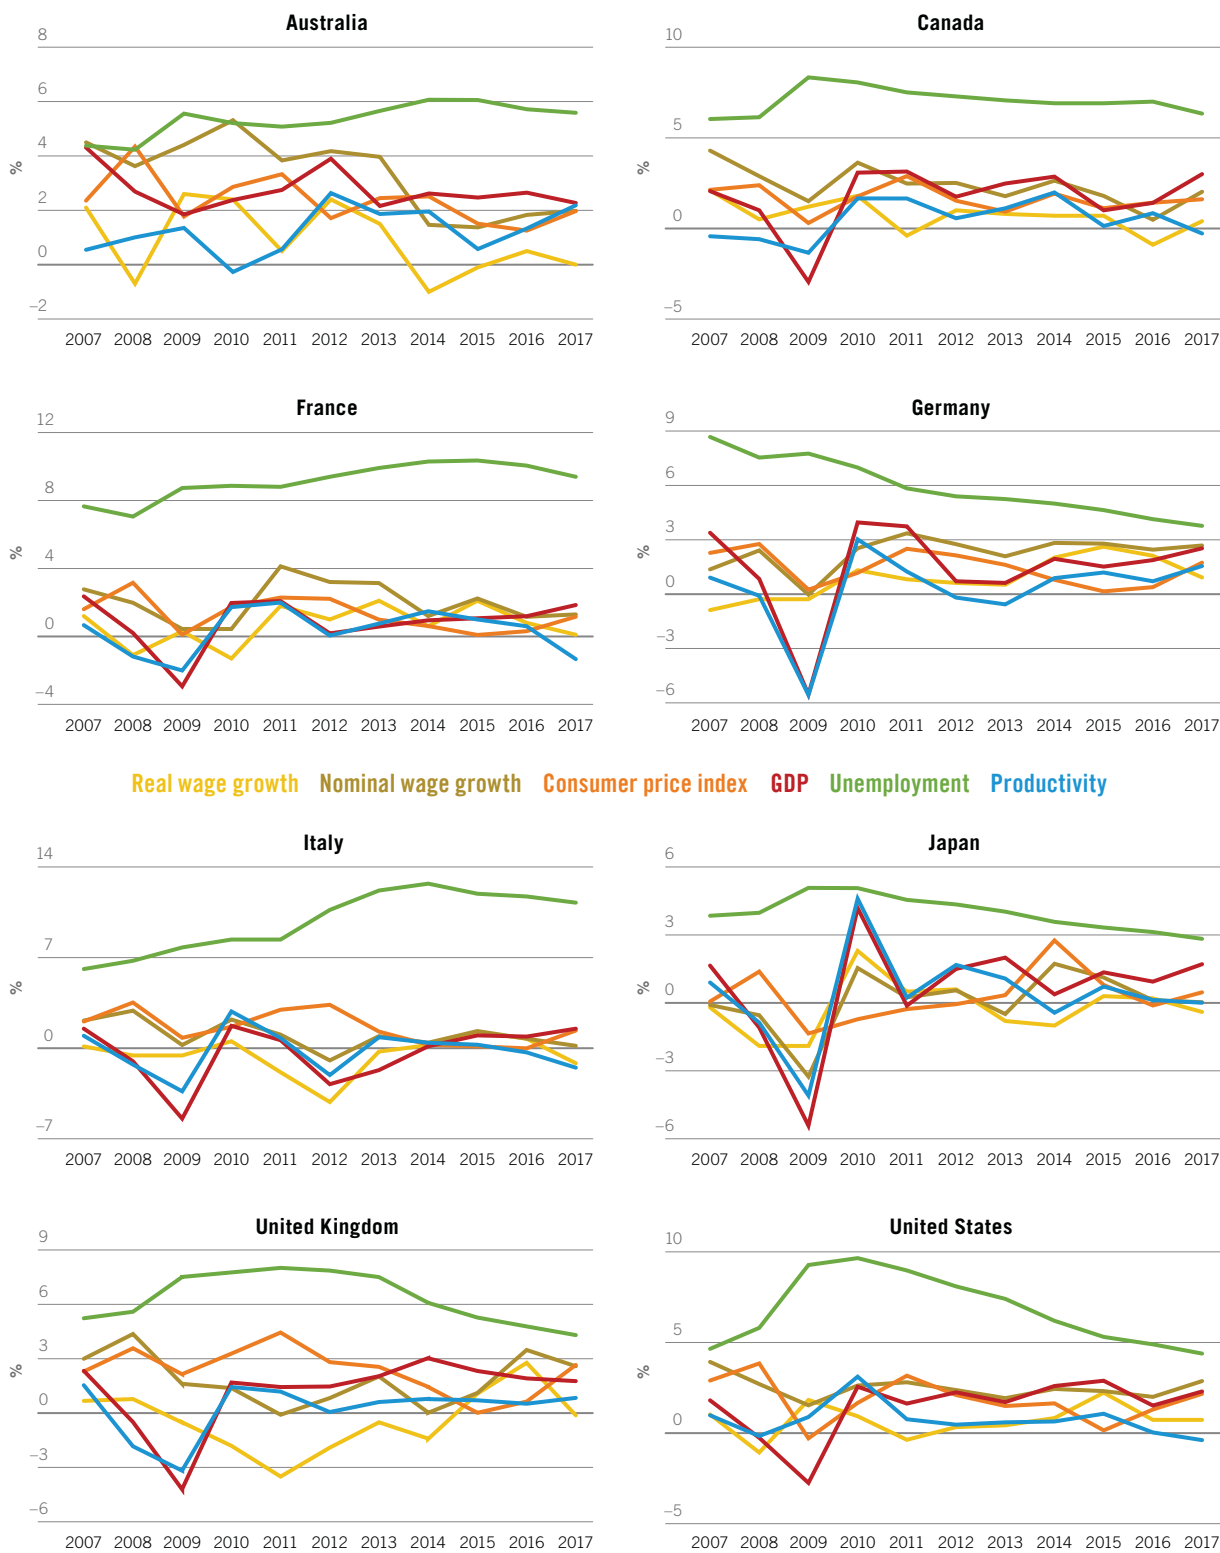 Australia
8
6
4
2
0
–2
%
2007 2008 2009 2010 2011 2012 2013 2014 2015 2016 2017
Canada
10
5
0
–5
2007 2008 2009 2010 2011 2012 2013 2014 2015 2016 2017
France
12
8
4
0
–4
%
2007 2008 2009 2010 2011 2012 2013 2014 2015 2016 2017
Germany
9
6
3
0
–3
–6
%
2007 2008 2009 2010 2011 2012 2013 2014 2015 2016 2017
Real wage growth Nominal wage growth Consumer price index GDP Unemployment Productivity
Italy
14
7
0
–7
%
2007 2008 2009 2010 2011 2012 2013 2014 2015 2016 2017
Japan
6
3
0
–3
–6
%
2007 2008 2009 2010 2011 2012 2013 2014 2015 2016 2017
United Kingdom
9
6
3
0
–3
–6
%
2007 2008 2009 2010 2011 2012 2013 2014 2015 2016 2017
United States
10
5
0
–5
%
2007 2008 2009 2010 2011 2012 2013 2014 2015 2016 2017